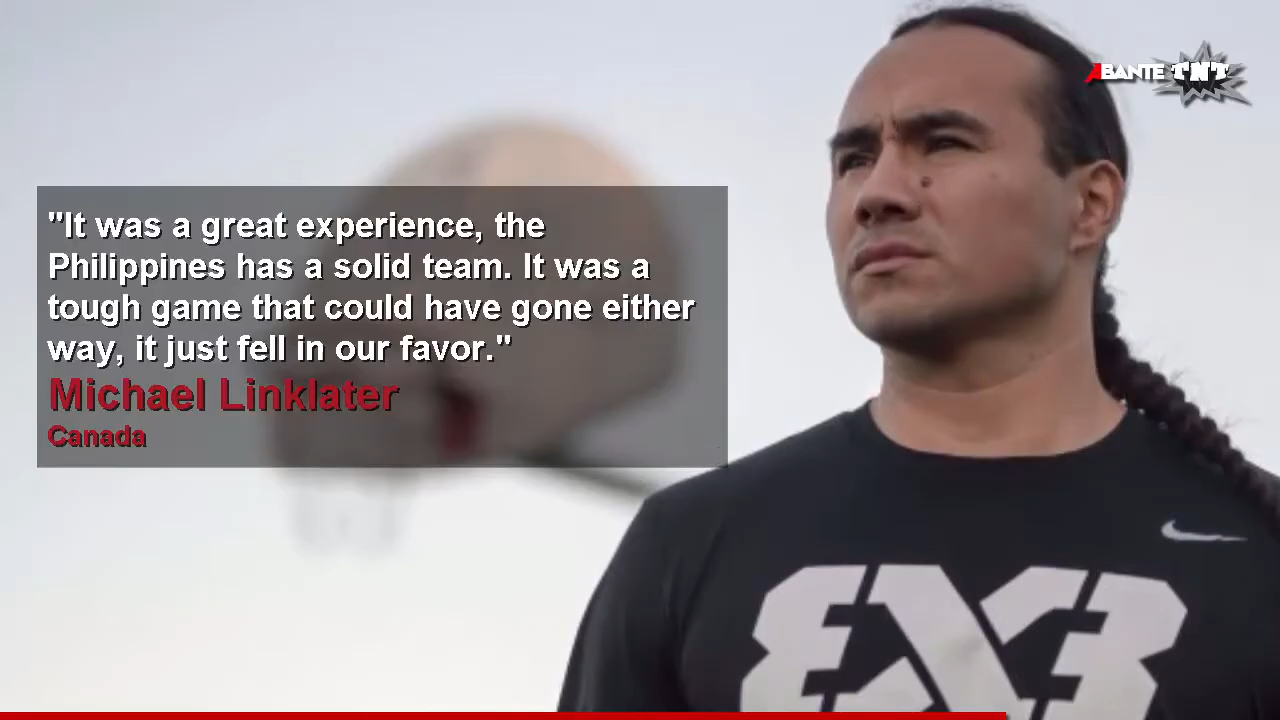 ABANTE TNT
"It was a great experience, the
Philippines has a solid team. It was a
tough game that could have gone either
way, it just fell in our favor."
Michael Linklater
Canada
3X3